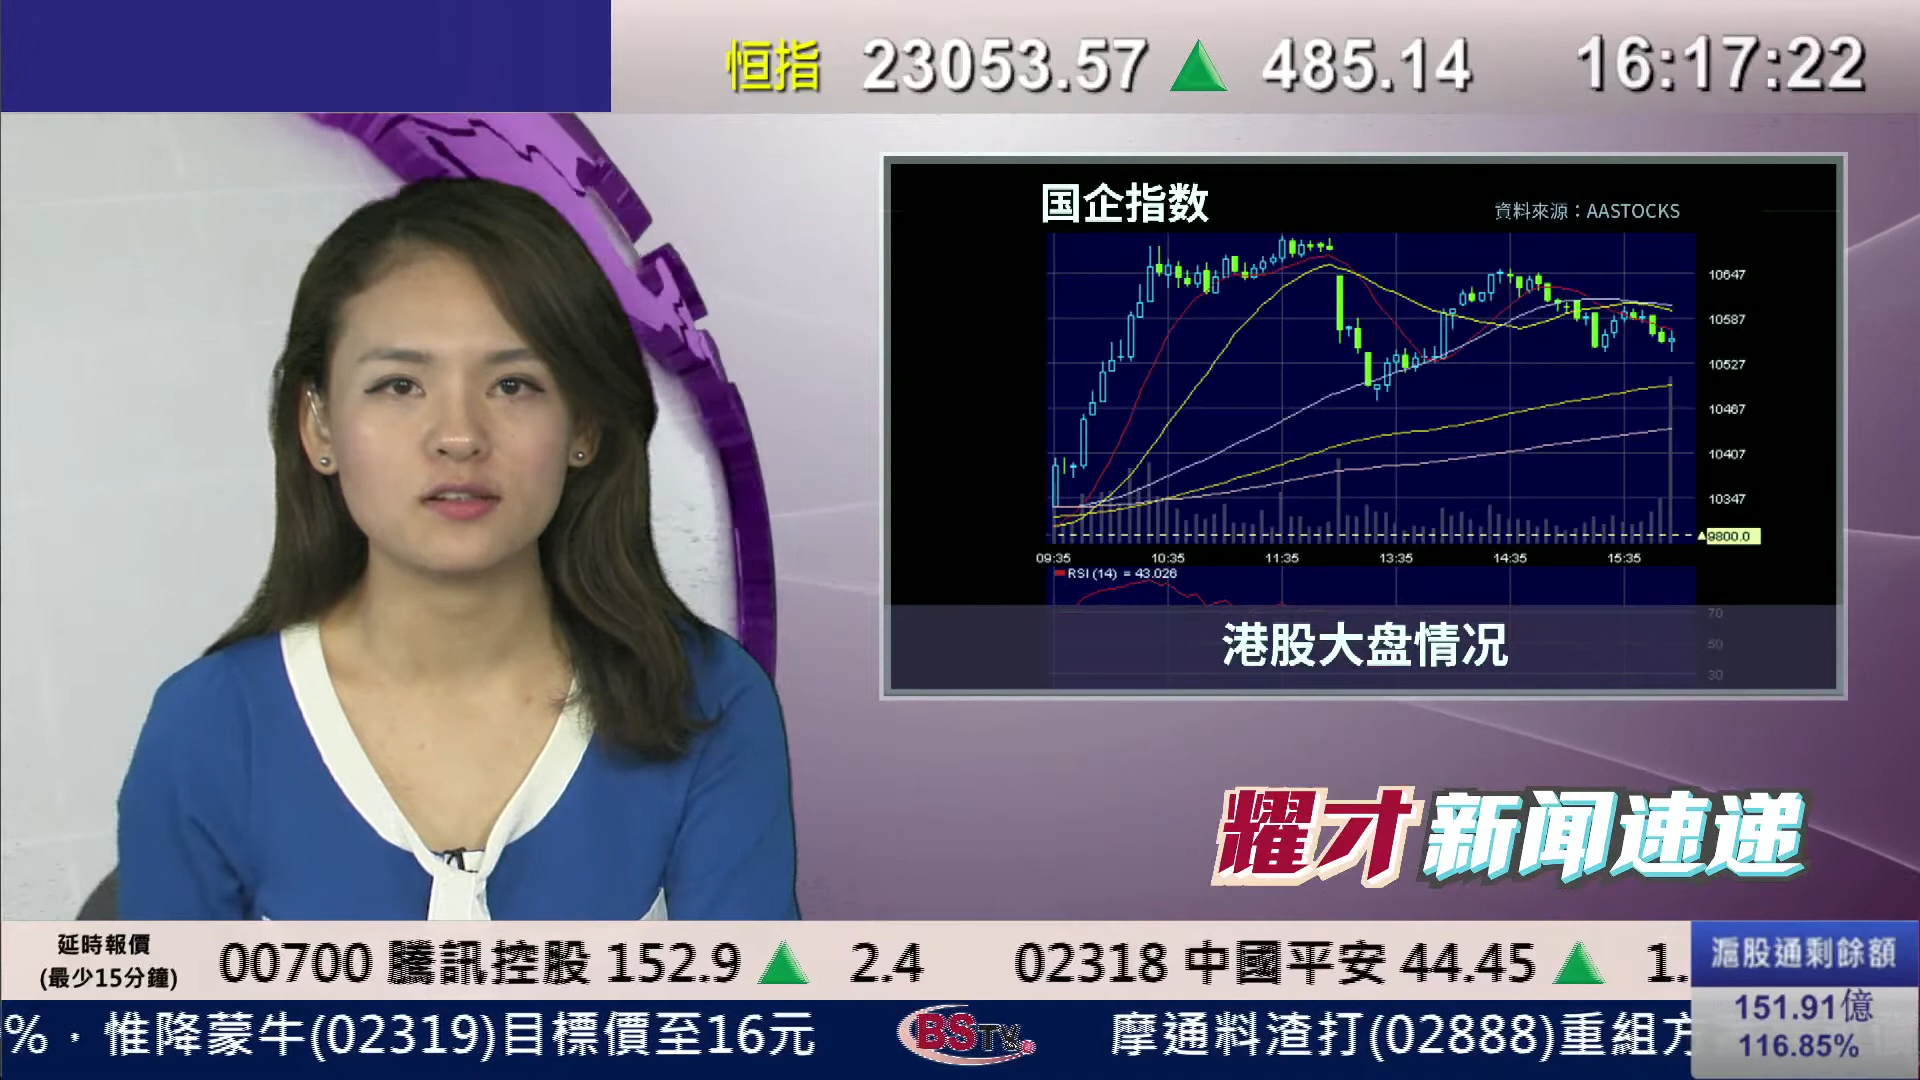 恒指 23053.57 ▲ 485.14 16:17:22
国企指数
資料來源：AASTOCKS
10647
10587
10527
10467
10407
10347
9800.0
09:35 10:35 11:35 13:35 14:35 15:35
RSI (14) = 43.026
70
50
30
港股大盘情况
耀才新闻速递
延時報價
(最少15分鐘)
00700 騰訊控股 152.9 ▲ 2.4 02318 中國平安 44.45 ▲ 1.
滬股通剩餘額
151.91億
116.85%
%．惟降蒙牛(02319)目標價至16元
BSTV
摩通料渣打(02888)重組方